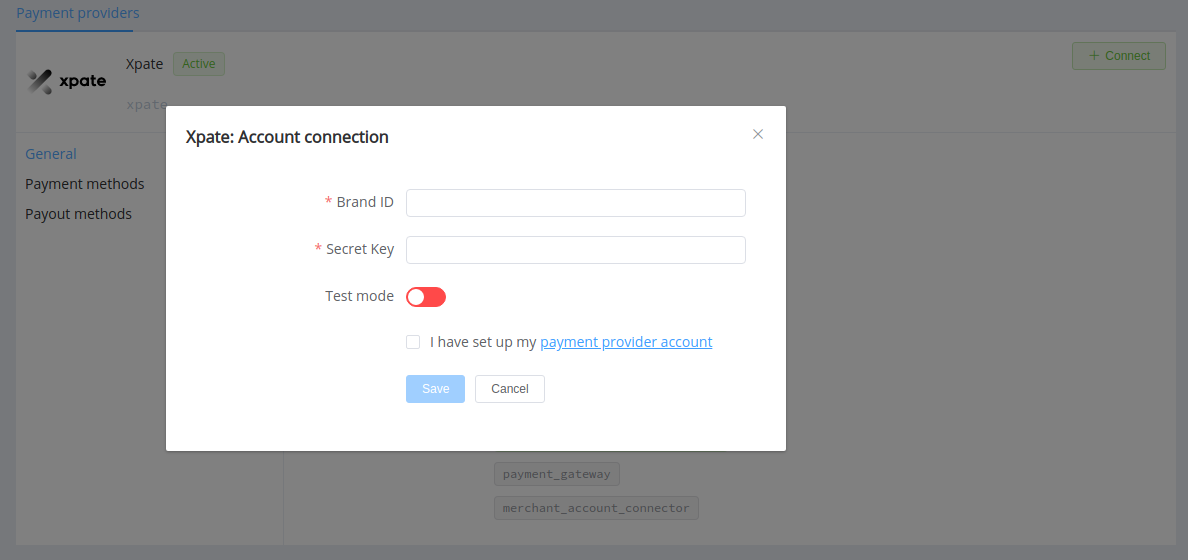 Payment providers
xpate
Xpate
Active
+ Connect
xpate
Xpate: Account connection
General
Payment methods
Payout methods
* Brand ID
* Secret Key
Test mode
I have set up my payment provider account
Save
Cancel
payment_gateway
merchant_account_connector